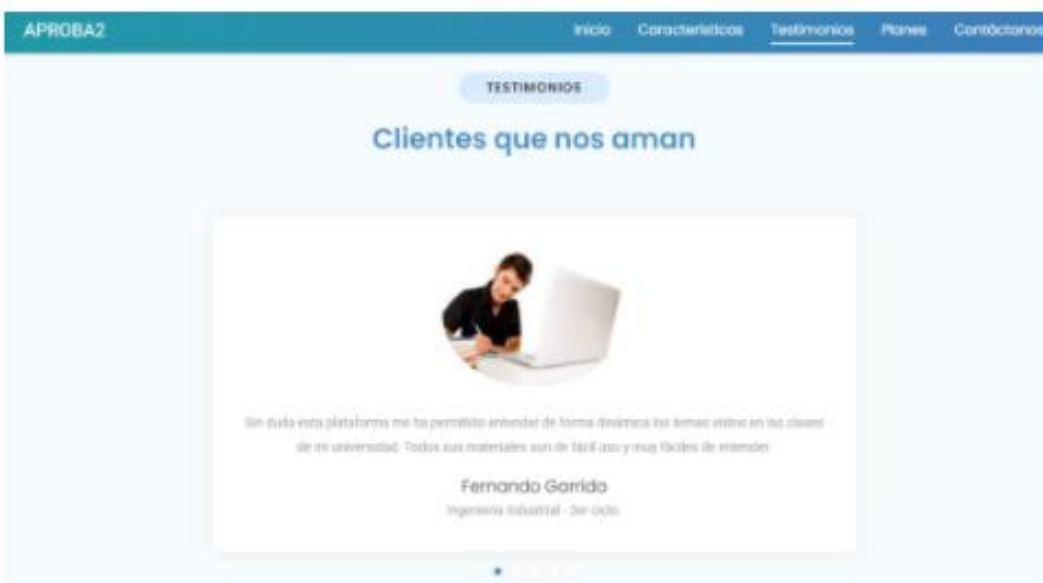 APROBA2
Inicio Características Testimonios Planes Contáctanos
TESTIMONIOS
Clientes que nos aman
Sin duda esta plataforma me ha permitido entender de forma dinámica los temas vistos en las clases
de mi universidad. Todos sus materiales son de fácil uso y muy fáciles de entender.
Fernando Garrido
Ingeniería Industrial - 3er ciclo